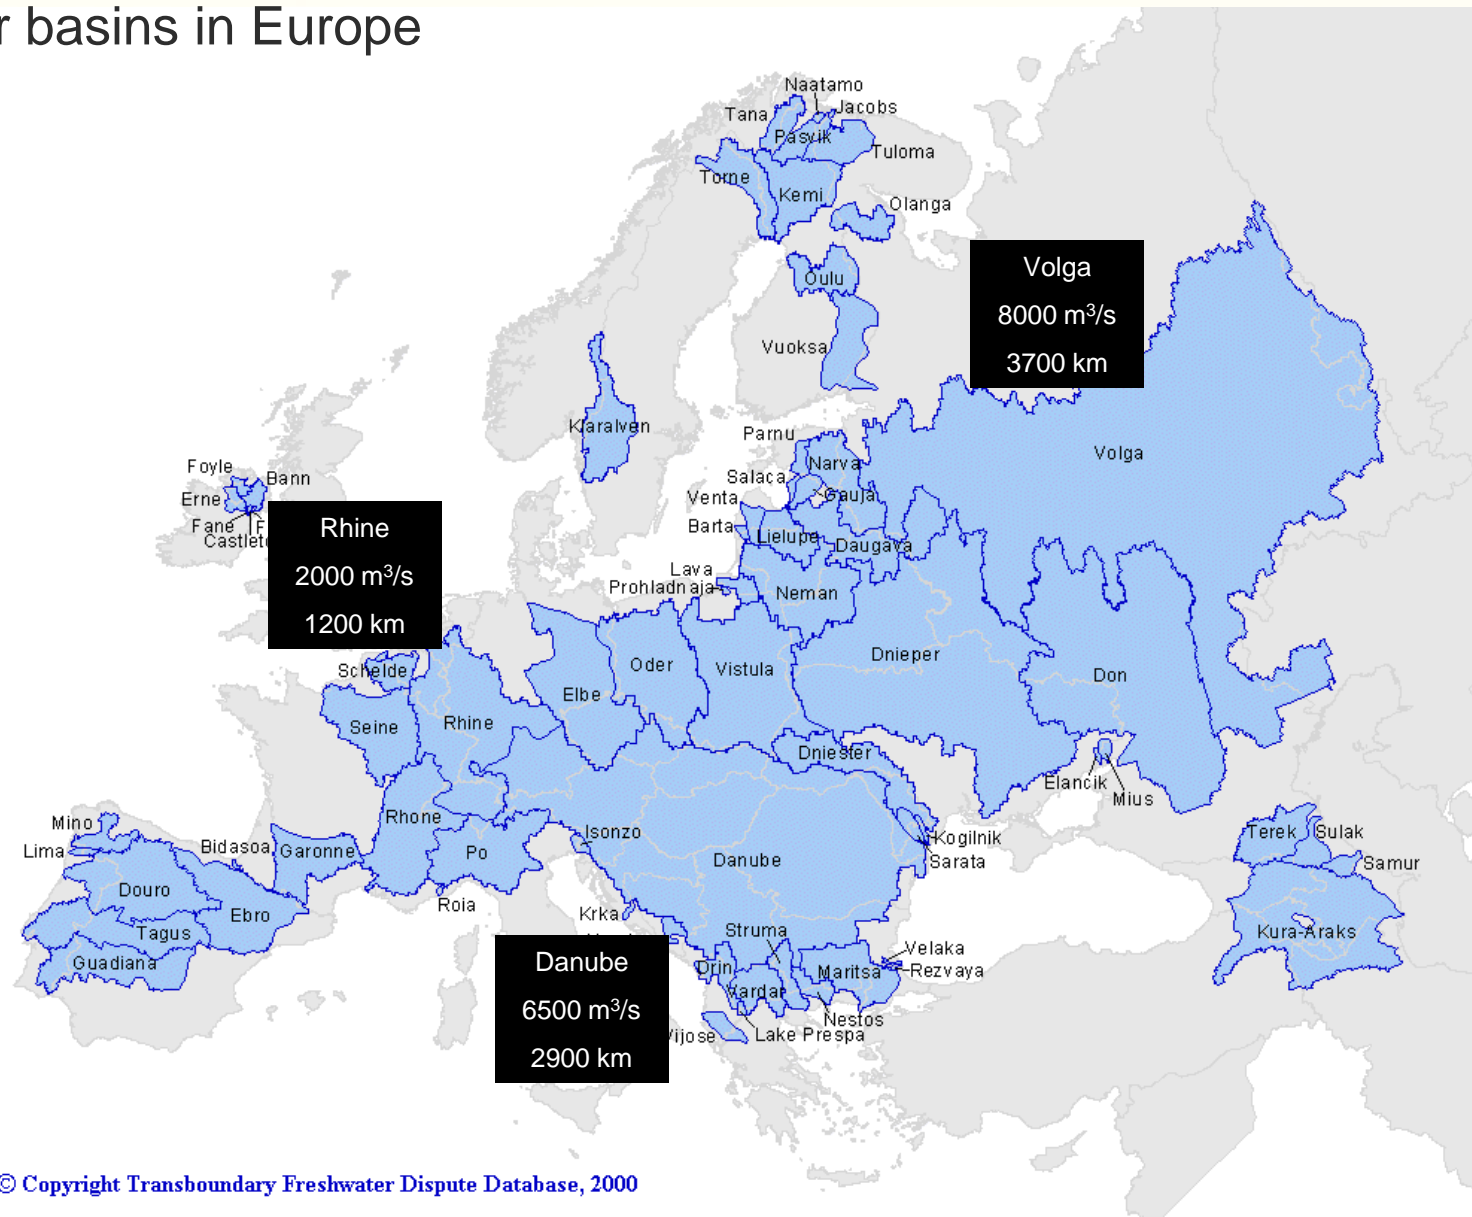 r basins in Europe
Naatamo
Tana
Jacobs
Pasvik
Tuloma
Torne
Kemi
Olanga
Oulu
Volga
8000 m³/s
3700 km
Vuoksa
Klaralven
Parnu
Narva
Volga
Salaca
Gauja
Venta
Barta
Lielupe
Daugava
Foyle
Bann
Erne
Fane
F
Castlet
Rhine
2000 m³/s
1200 km
Lava
Prohladnaja
Neman
Schelde
Seine
Rhine
Elbe
Oder
Vistula
Dnieper
Don
Dniester
Elancik
Mius
Mino
Lima
Bidasoa
Garonne
Rhone
Po
Isonzo
Danube
Kogilnik
Sarata
Terek
Sulak
Samur
Douro
Ebro
Tagus
Guadiana
Roia
Krka
Struma
Kura-Araks
Danube
6500 m³/s
2900 km
Drin
Vardar
Maritsa
Velaka
Rezvaya
Nestos
Vijose
Lake Prespa
© Copyright Transboundary Freshwater Dispute Database, 2000